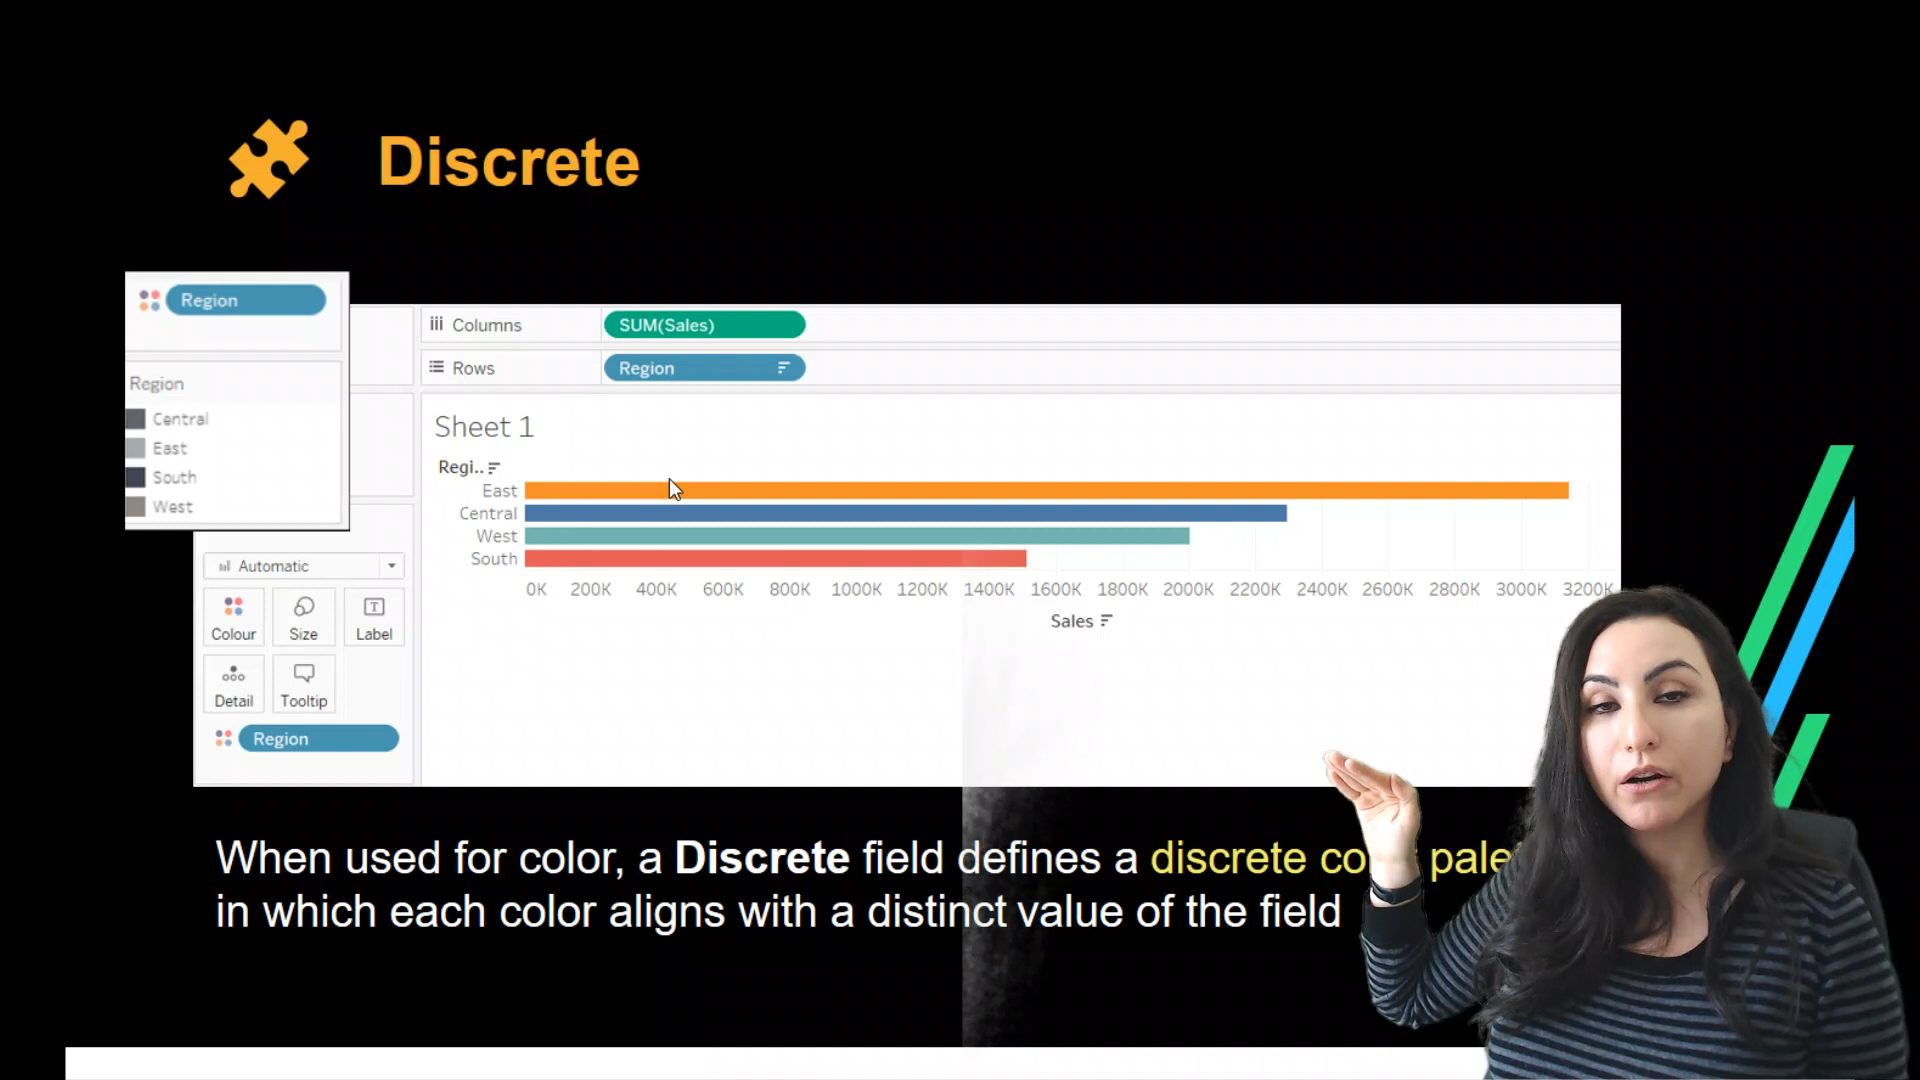 Discrete
Region
Region
Central
East
South
West
Columns
SUM(Sales)
Rows
Region
Sheet 1
Regi..
East
Central
West
South
0K 200K 400K 600K 800K 1000K 1200K 1400K 1600K 1800K 2000K 2200K 2400K 2600K 2800K 3000K 3200K
Sales
Automatic
Colour Size Label
Detail Tooltip
Region
When used for color, a Discrete field defines a discrete
in which each color aligns with a distinct value of the field